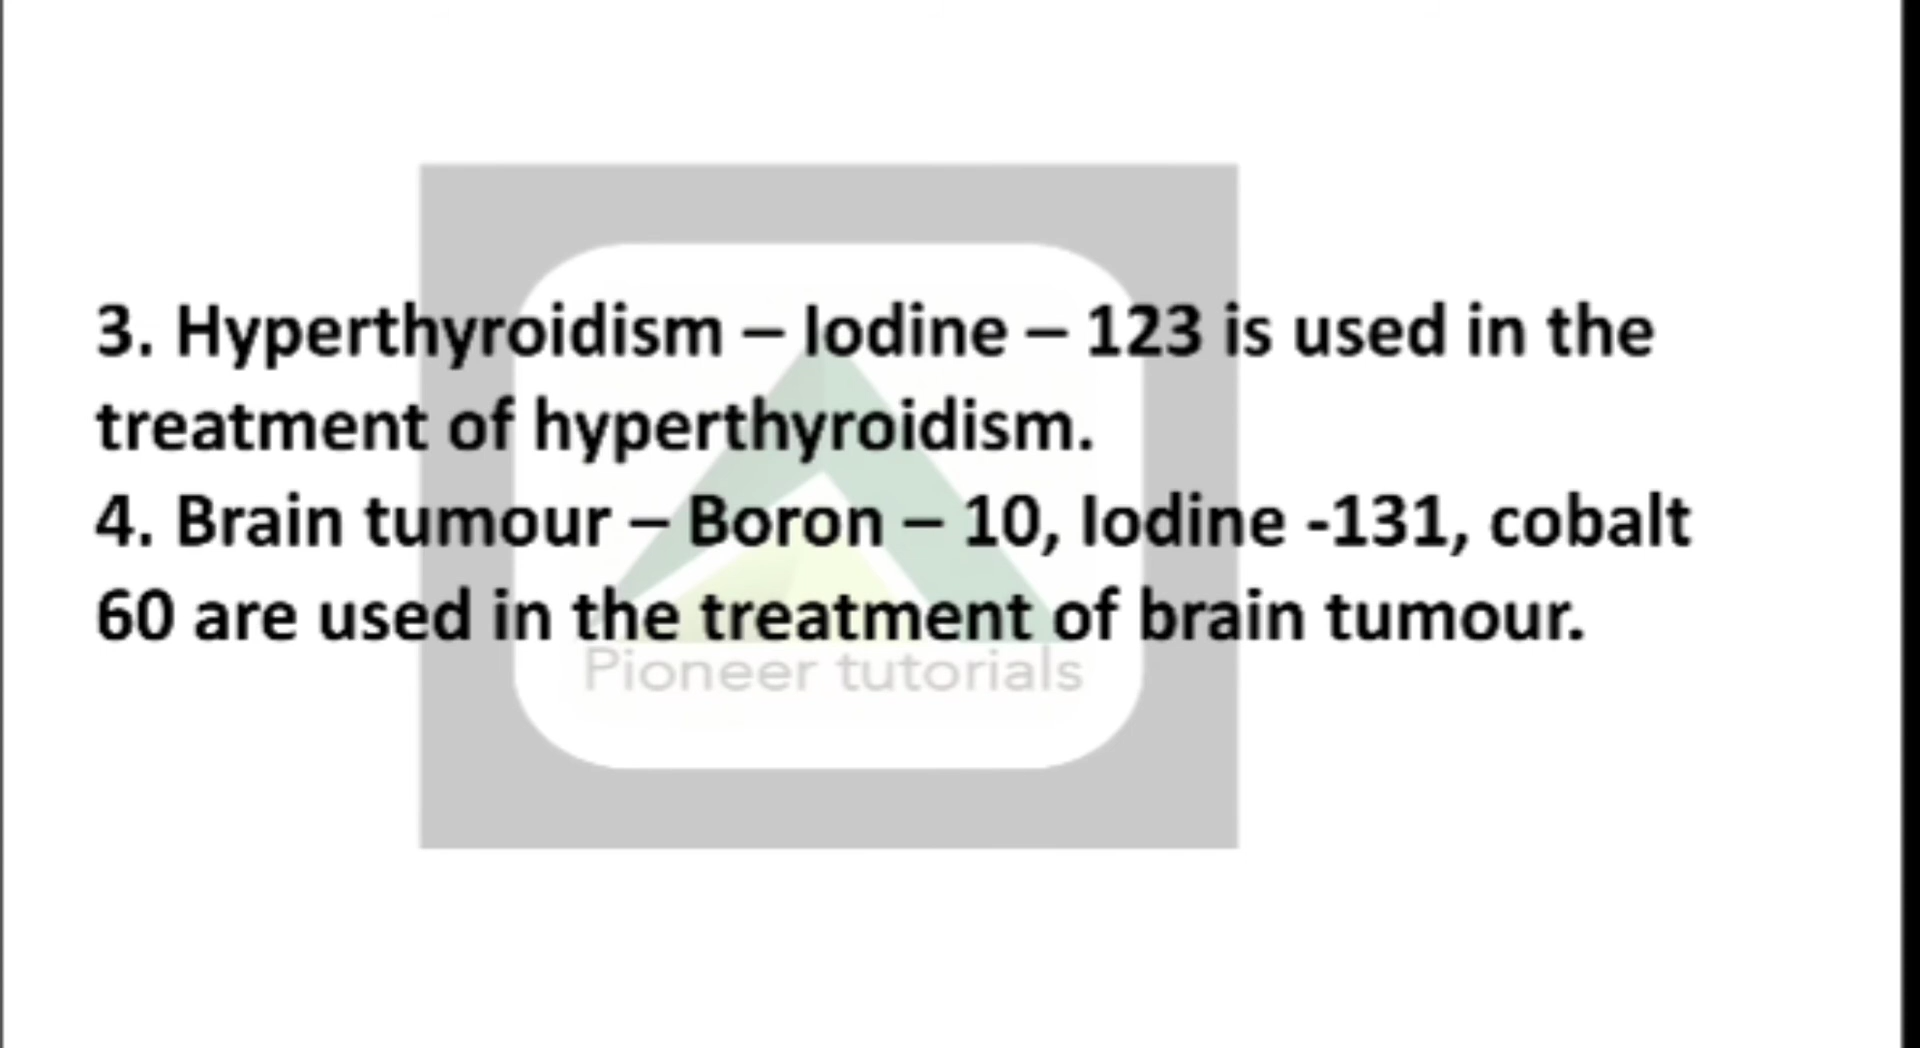 3. Hyperthyroidism – Iodine – 123 is used in the
treatment of hyperthyroidism.
4. Brain tumour – Boron – 10, Iodine -131, cobalt
60 are used in the treatment of brain tumour.
Pioneer tutorials